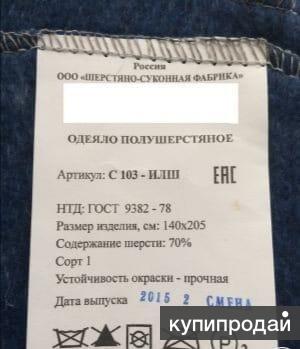 Россия
ООО «ШЕРСТЯНО-СУКОННАЯ ФАБРИКА»
ОДЕЯЛО ПОЛУШЕРСТЯНОЕ
Артикул: С 103 - ИЛШ ЕАС
НТД: ГОСТ 9382 - 78
Размер изделия, см: 140х205
Содержание шерсти: 70%
Сорт 1
Устойчивость окраски - прочная
Дата выпуска 2015 2 СМЕНА
купипродай